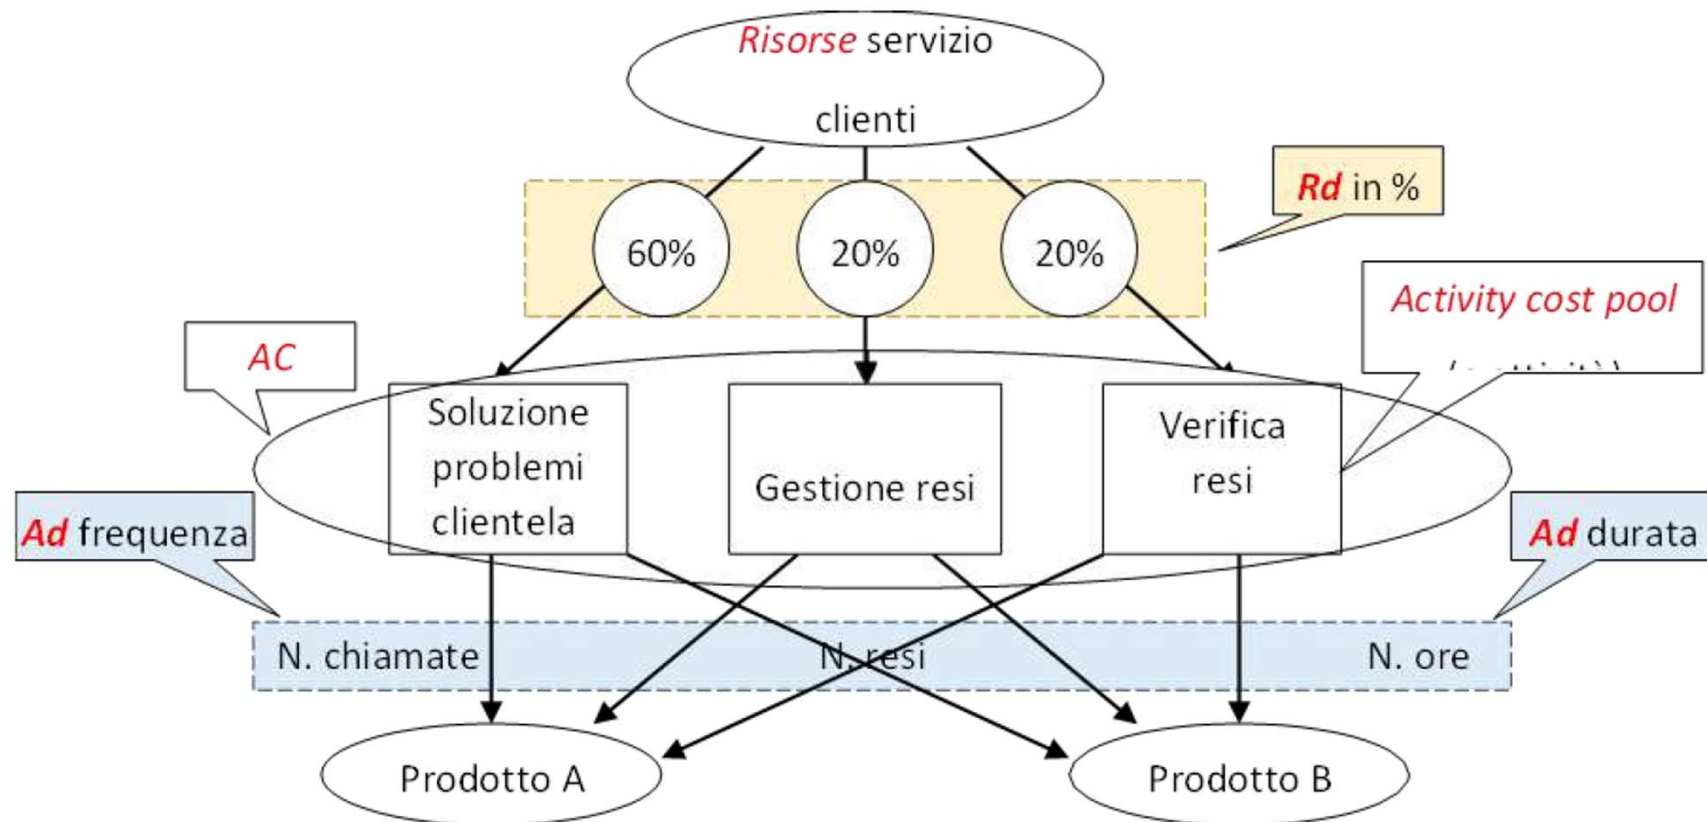 Risorse servizio
clienti
Rd in %
60%
20%
20%
Activity cost pool
AC
Soluzione
problemi
clientela
Gestione resi
Verifica
resi
Ad frequenza
Ad durata
N. chiamate
N. resi
N. ore
Prodotto A
Prodotto B